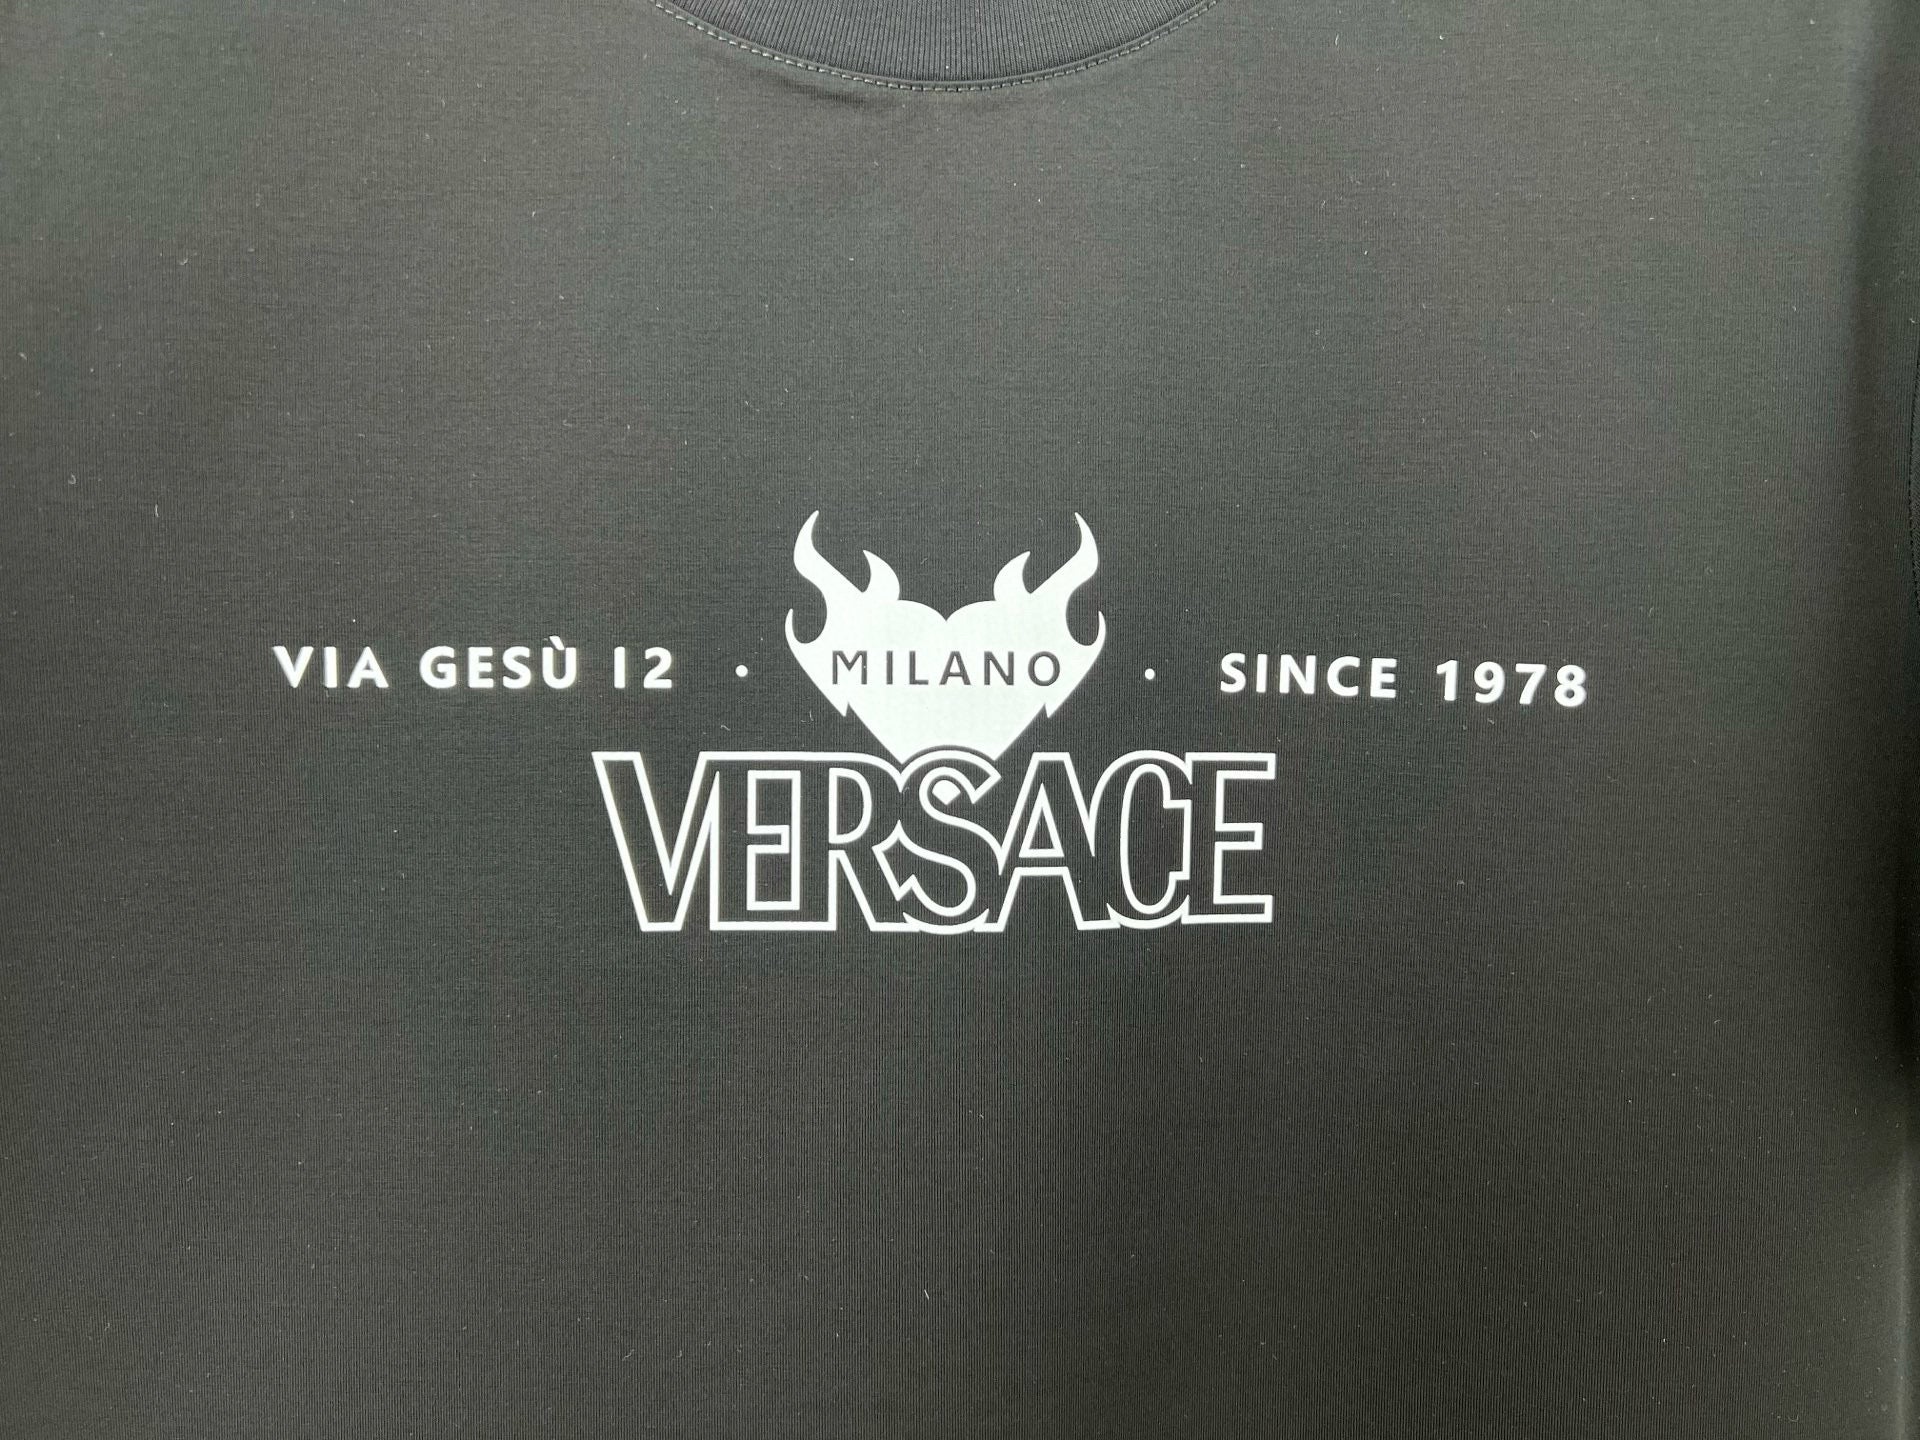 VIA GESÙ 12 · MILANO · SINCE 1978
VERSACE